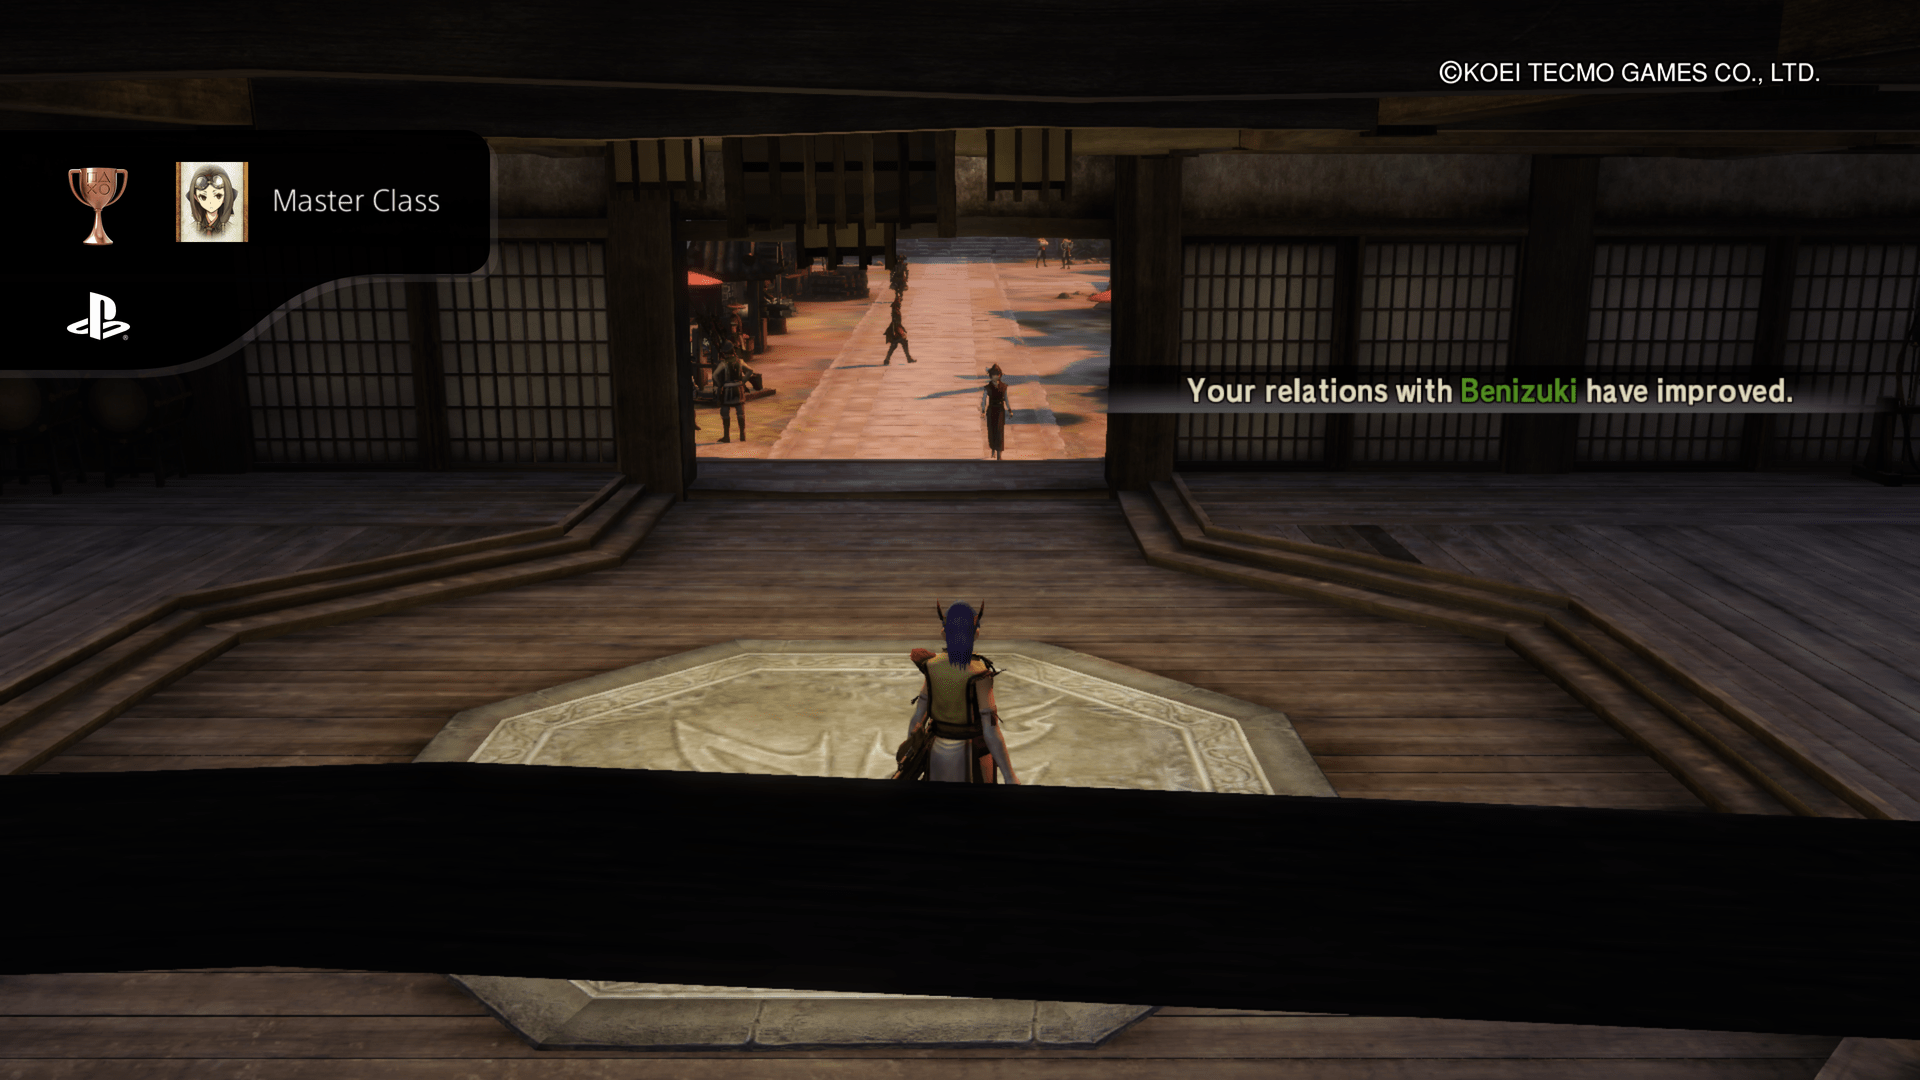 ©KOEI TECMO GAMES CO., LTD.
Master Class
Your relations with Benizuki have improved.